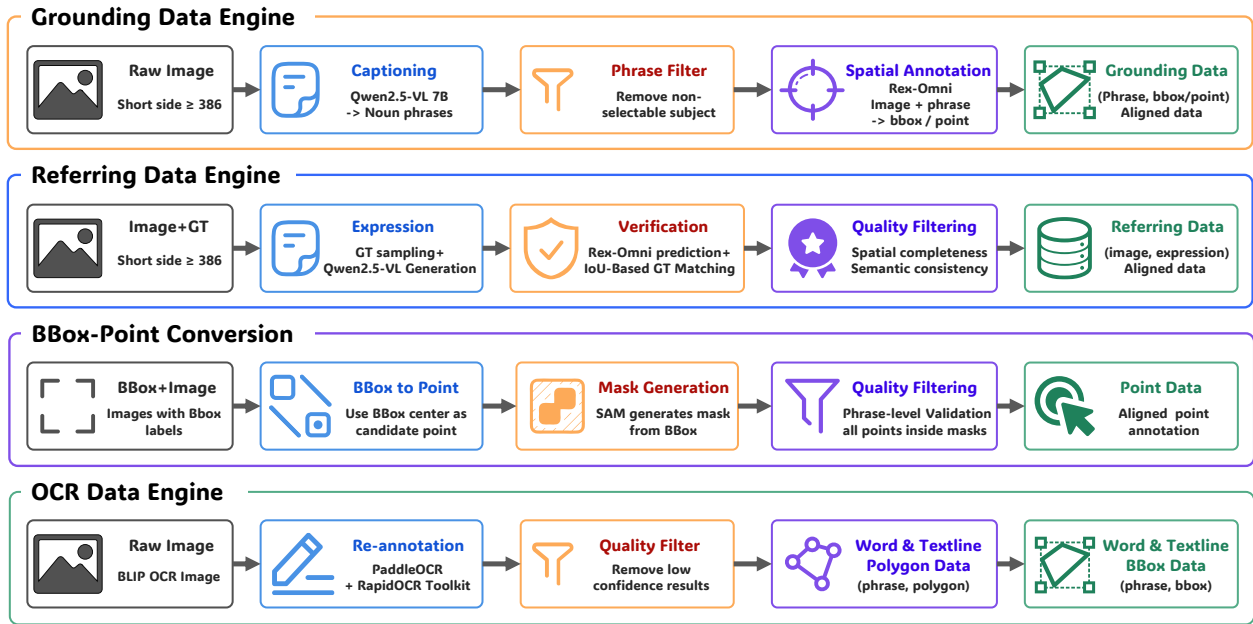 Grounding Data Engine
Raw Image
Short side ≥ 386
Captioning
Qwen2.5-VL 7B
-> Noun phrases
Phrase Filter
Remove non-
selectable subject
Spatial Annotation
Rex-Omni
Image + phrase
-> bbox / point
Grounding Data
(Phrase, bbox/point)
Aligned data
Referring Data Engine
Image+GT
Short side ≥ 386
Expression
GT sampling+
Qwen2.5-VL Generation
Verification
Rex-Omni prediction+
IoU-Based GT Matching
Quality Filtering
Spatial completeness
Semantic consistency
Referring Data
(image, expression)
Aligned data
BBox-Point Conversion
BBox+Image
Images with Bbox
labels
BBox to Point
Use BBox center as
candidate point
Mask Generation
SAM generates mask
from BBox
Quality Filtering
Phrase-level Validation
all points inside masks
Point Data
Aligned point
annotation
OCR Data Engine
Raw Image
BLIP OCR Image
Re-annotation
PaddleOCR
+ RapidOCR Toolkit
Quality Filter
Remove low
confidence results
Word & Textline
Polygon Data
(phrase, polygon)
Word & Textline
BBox Data
(phrase, bbox)